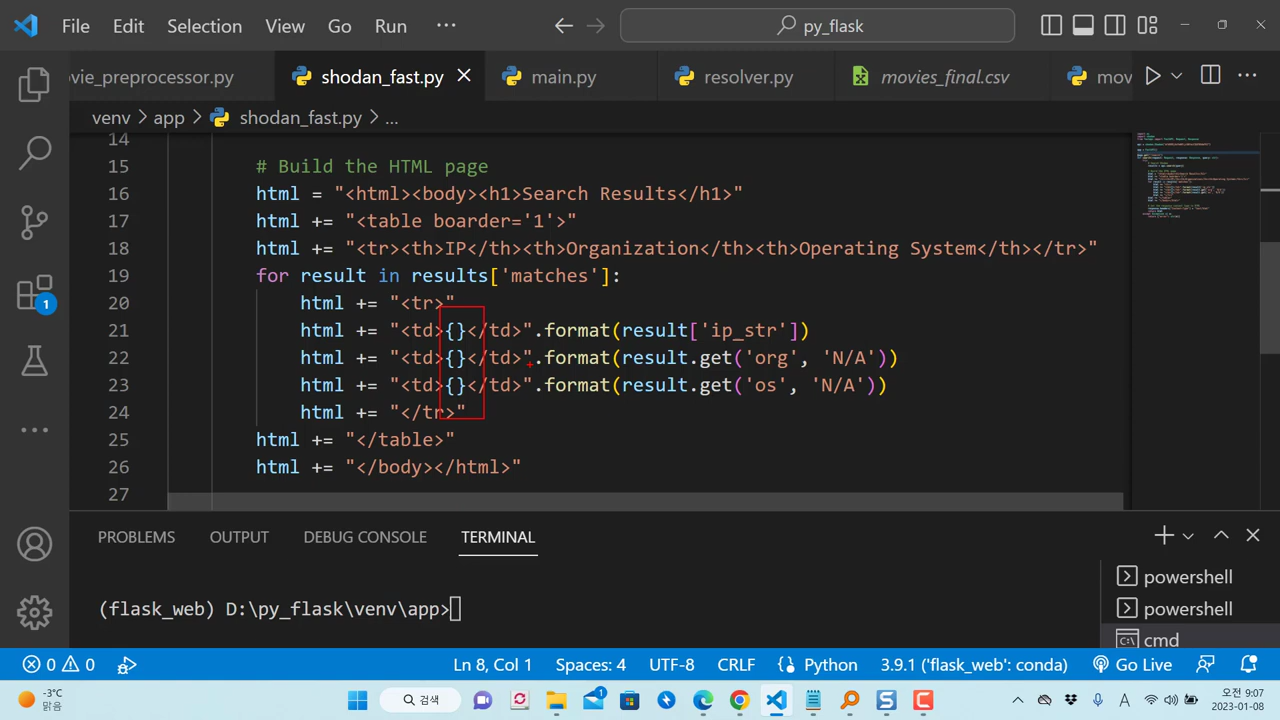 File Edit Selection View Go Run ··· py_flask
vie_preprocessor.py shodan_fast.py main.py resolver.py movies_final.csv mov
venv > app > shodan_fast.py > ...
14
15 # Build the HTML page
16 html = "<html><body><h1>Search Results</h1>"
17 html += "<table boarder='1'>"
18 html += "<tr><th>IP</th><th>Organization</th><th>Operating System</th></tr>"
19 for result in results['matches']:
20 html += "<tr>"
21 html += "<td>{}</td>".format(result['ip_str'])
22 html += "<td>{}</td>".format(result.get('org', 'N/A'))
23 html += "<td>{}</td>".format(result.get('os', 'N/A'))
24 html += "</tr>"
25 html += "</table>"
26 html += "</body></html>"
27
PROBLEMS OUTPUT DEBUG CONSOLE TERMINAL
powershell
(flask_web) D:\py_flask\venv\app>
powershell
cmd
0 0 Ln 8, Col 1 Spaces: 4 UTF-8 CRLF Python 3.9.1 ('flask_web': conda) Go Live
-3°C
맑음
검색
1
A
오전 9:07
2023-01-08